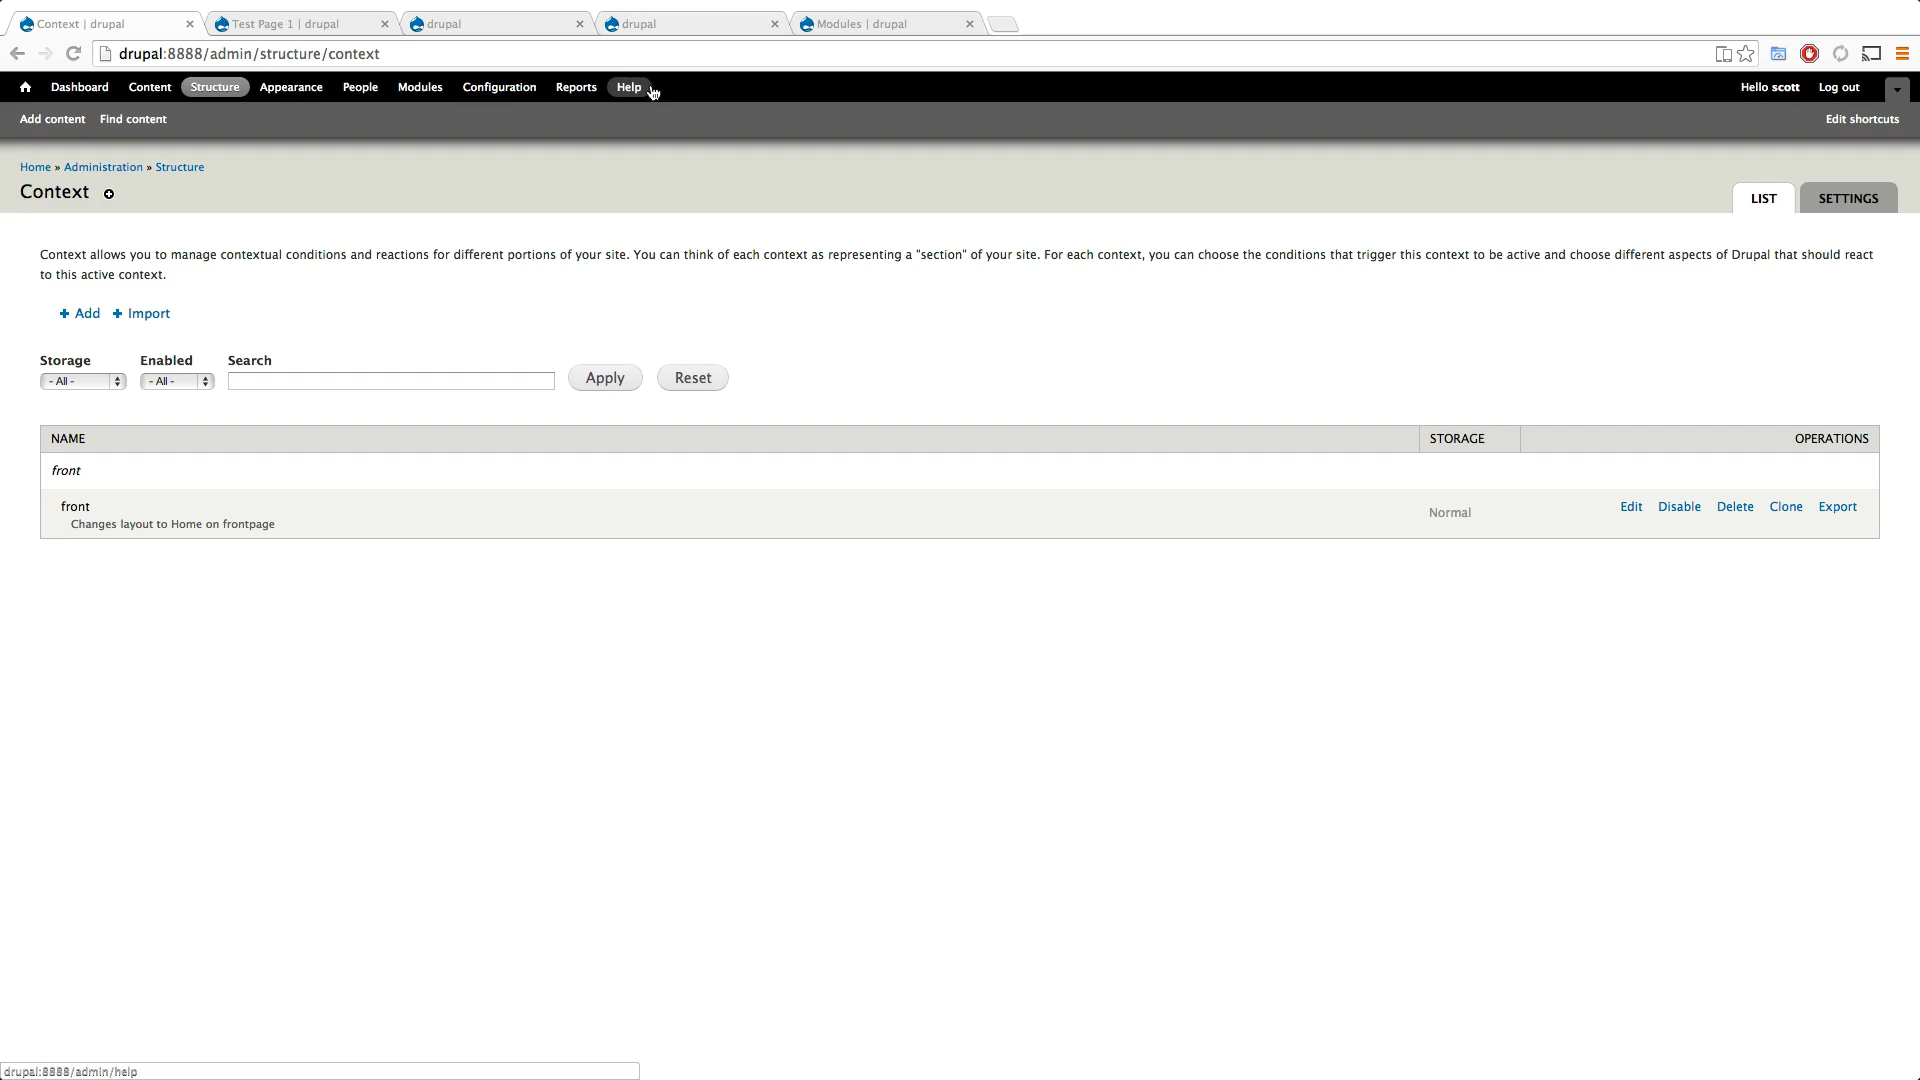 Context | drupal
Test Page 1 | drupal
drupal
drupal
Modules | drupal
drupal:8888/admin/structure/context
Dashboard Content Structure Appearance People Modules Configuration Reports Help
Hello scott Log out
Add content Find content
Edit shortcuts
Home » Administration » Structure
Context
LIST SETTINGS
Context allows you to manage contextual conditions and reactions for different portions of your site. You can think of each context as representing a "section" of your site. For each context, you can choose the conditions that trigger this context to be active and choose different aspects of Drupal that should react
to this active context.
+ Add + Import
Storage Enabled Search
- All - - All - Apply Reset
NAME STORAGE OPERATIONS
front
front
Changes layout to Home on frontpage
Normal
Edit Disable Delete Clone Export
drupal:8888/admin/help